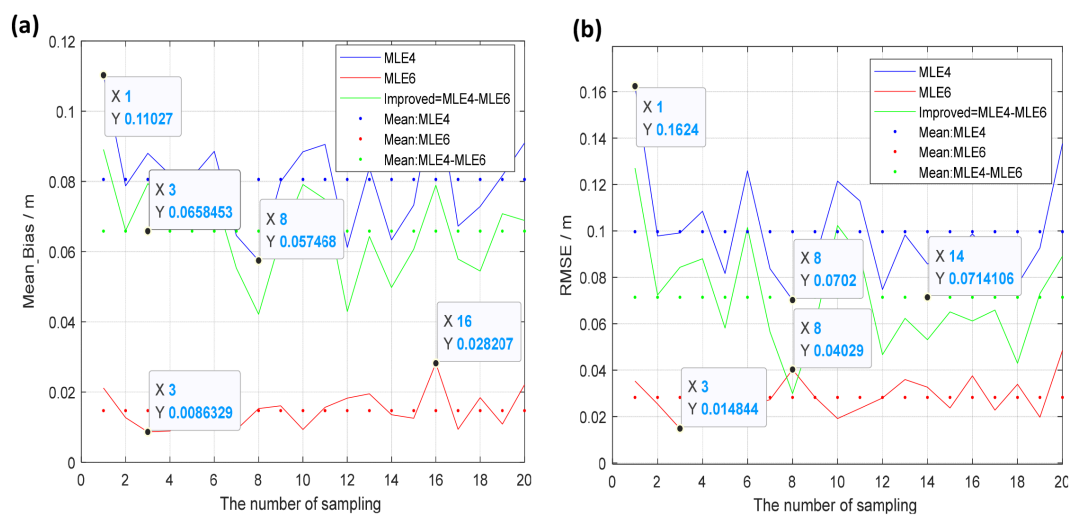 (a)
0.12
0.1
0.08
0.06
0.04
0.02
0
Mean_Bias / m
MLE4
MLE6
Improved=MLE4-MLE6
Mean:MLE4
Mean:MLE6
Mean:MLE4-MLE6
X 1
Y 0.11027
X 3
Y 0.0658453
X 8
Y 0.057468
X 16
Y 0.028207
X 3
Y 0.0086329
0 2 4 6 8 10 12 14 16 18 20
The number of sampling
(b)
0.16
0.14
0.12
0.1
0.08
0.06
0.04
0.02
0
RMSE / m
MLE4
MLE6
Improved=MLE4-MLE6
Mean:MLE4
Mean:MLE6
Mean:MLE4-MLE6
X 1
Y 0.1624
X 8
Y 0.0702
X 14
Y 0.0714106
X 8
Y 0.04029
X 3
Y 0.014844
0 2 4 6 8 10 12 14 16 18 20
The number of sampling